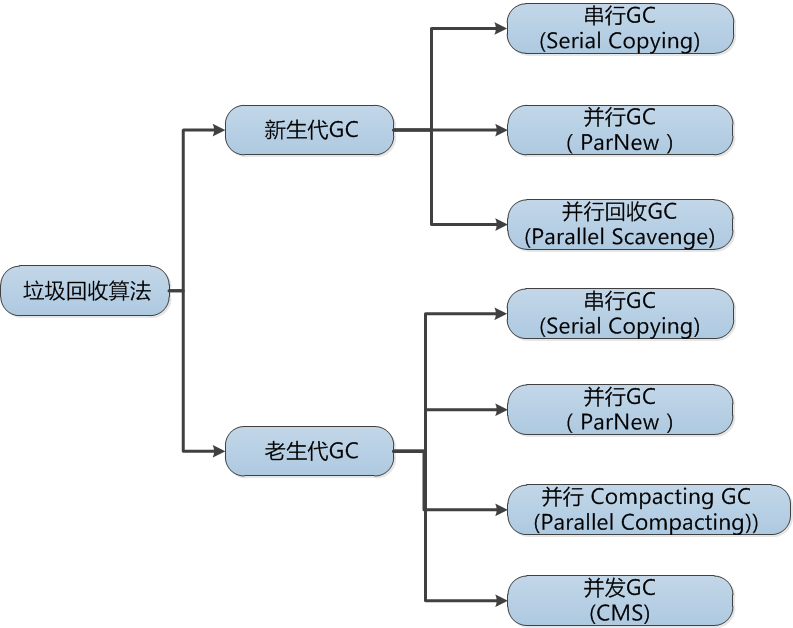 垃圾回收算法
新生代GC
串行GC
(Serial Copying)
并行GC
( ParNew )
并行回收GC
(Parallel Scavenge)
老生代GC
串行GC
(Serial Copying)
并行GC
( ParNew )
并行 Compacting GC
(Parallel Compacting))
并发GC
(CMS)